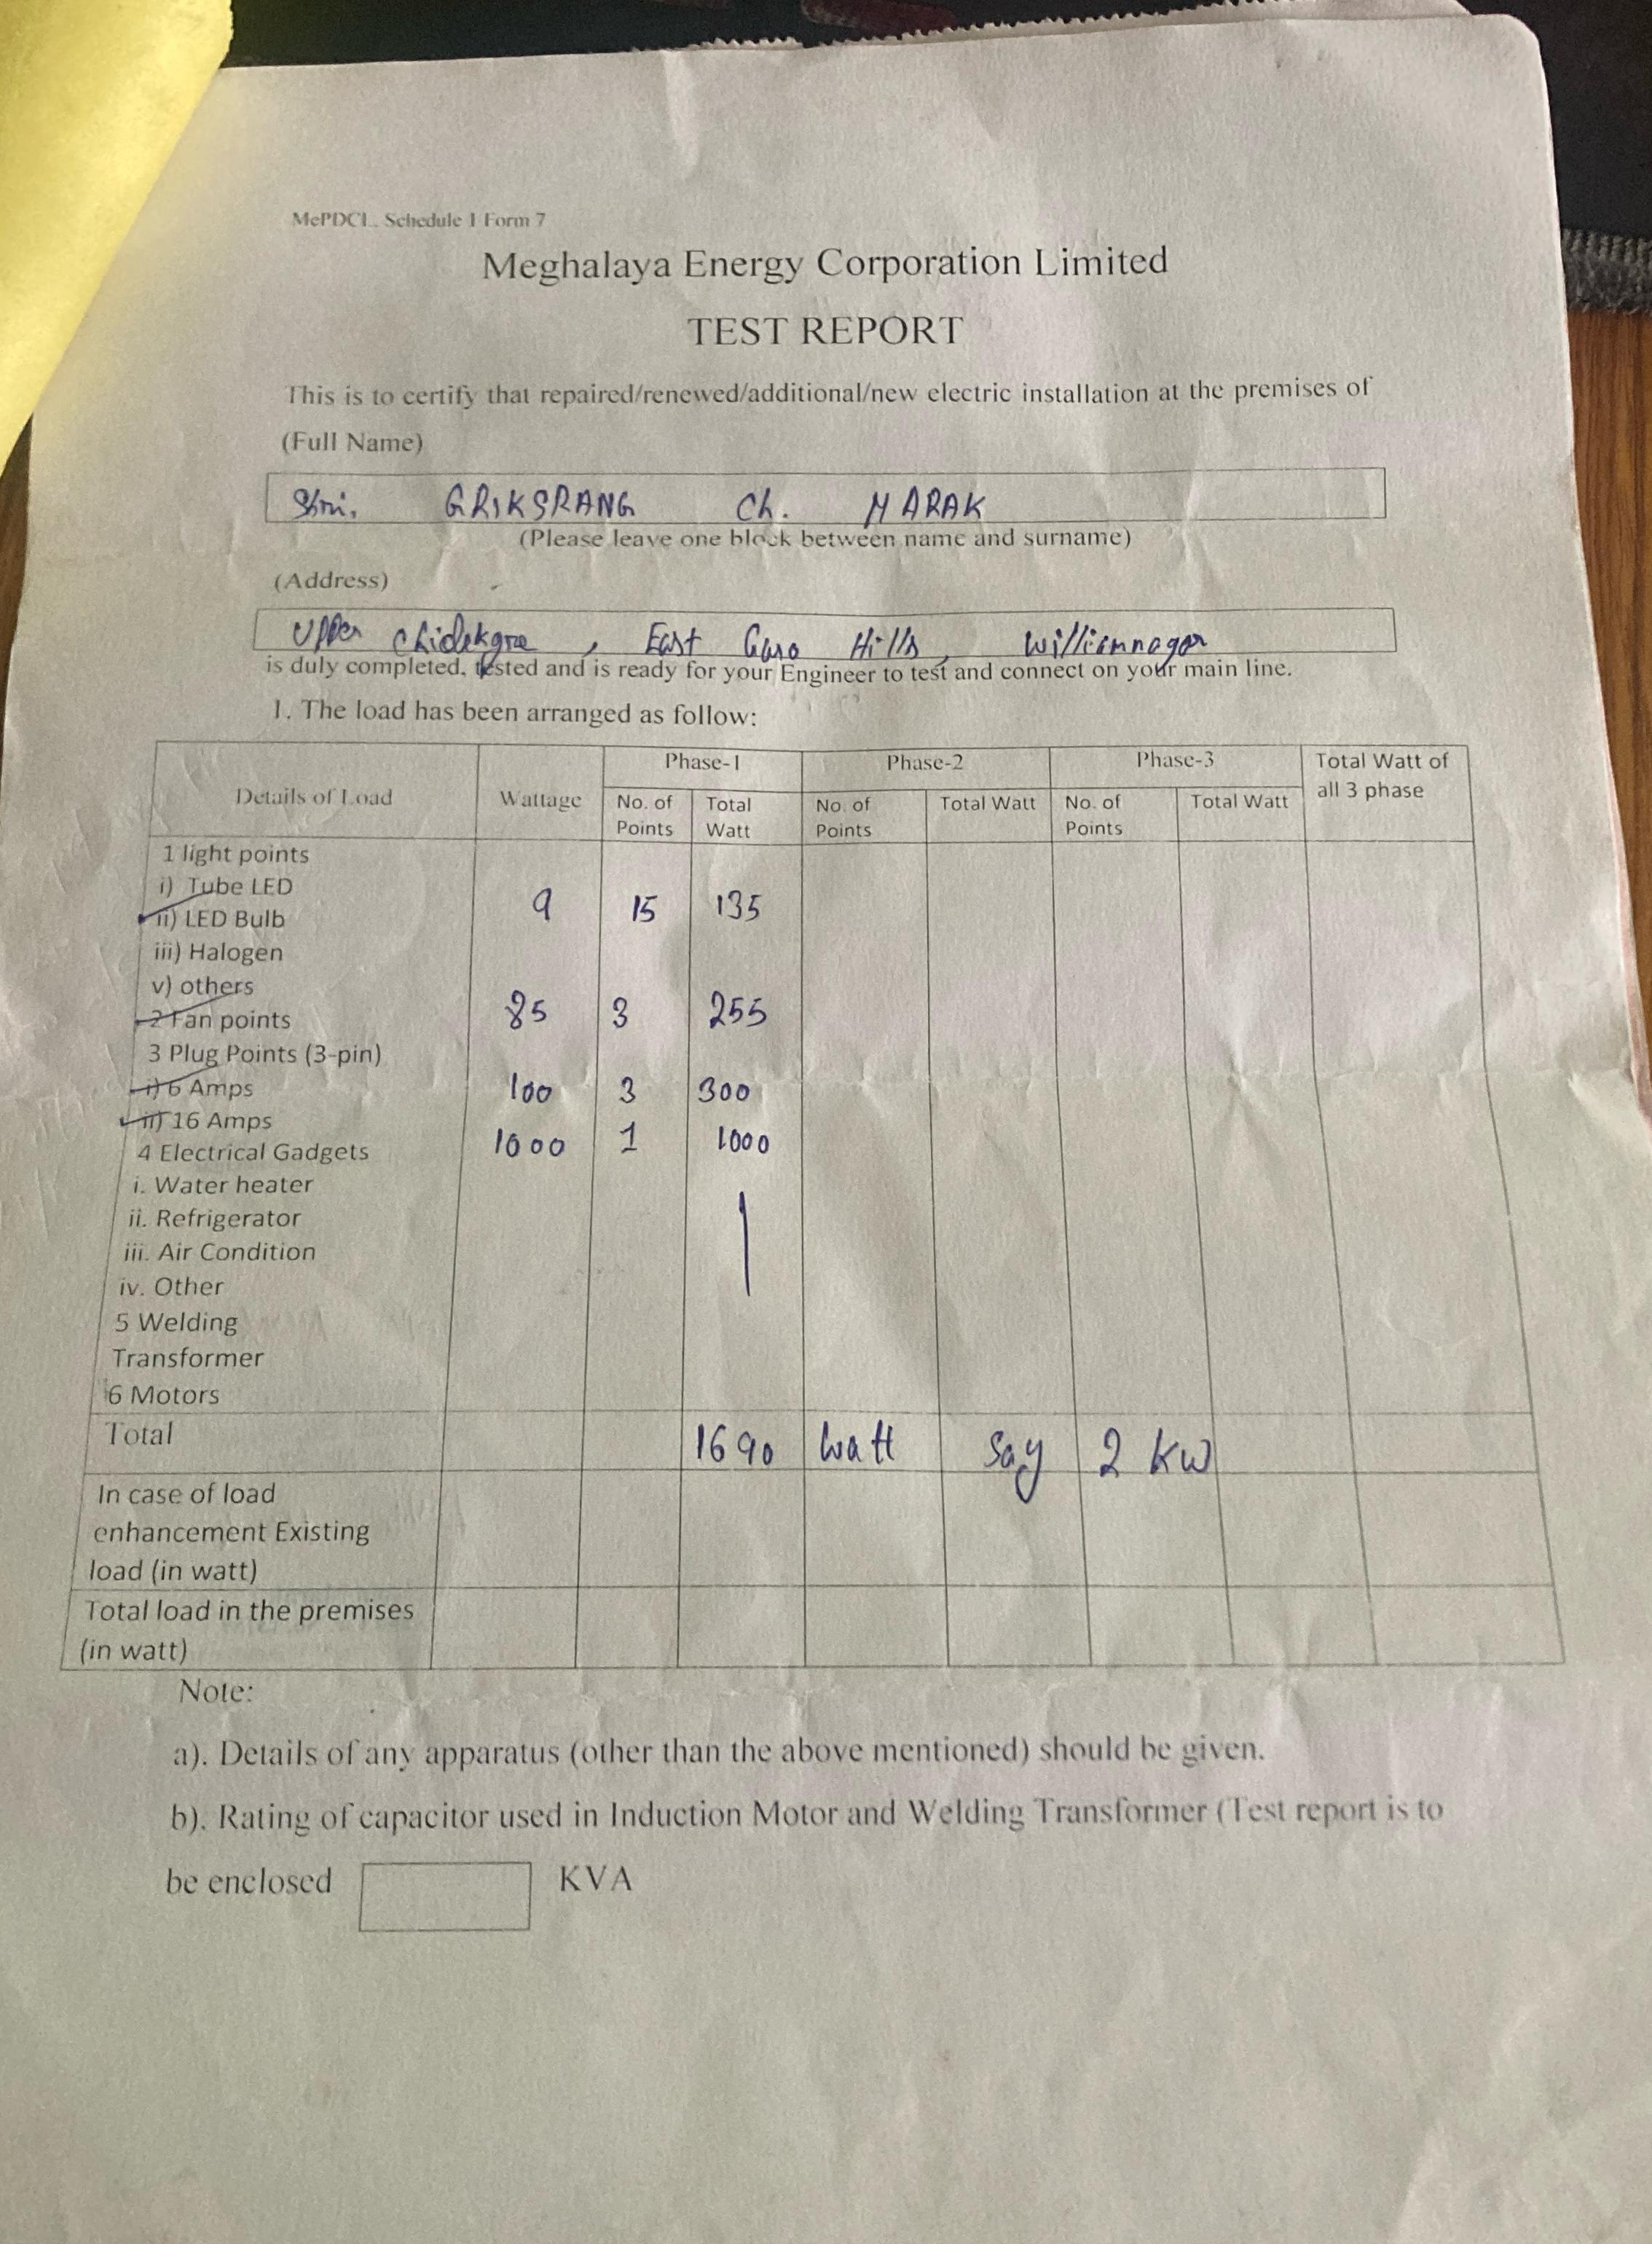 MePDCL Schedule 1 Form 7
Meghalaya Energy Corporation Limited
TEST REPORT
This is to certify that repaired/renewed/additional/new electric installation at the premises of
(Full Name)
Shri. GRIKSRANG Ch. MARAK
(Please leave one block between name and surname)
(Address)
Upper Chidekgre, East Garo Hills, Williamnagar
is duly completed, tested and is ready for your Engineer to test and connect on your main line.
1. The load has been arranged as follow:
Details of Load Wattage Phase-1 Phase-2 Phase-3 Total Watt of all 3 phase
No. of Points Total Watt No. of Points Total Watt No. of Points Total Watt
1 light points
i) Tube LED
ii) LED Bulb 9 15 135
iii) Halogen
v) others
2 Fan points 85 3 255
3 Plug Points (3-pin)
i) 6 Amps 100 3 300
ii) 16 Amps 1000 1 1000
4 Electrical Gadgets
i. Water heater
ii. Refrigerator
iii. Air Condition
iv. Other
5 Welding
Transformer
6 Motors
Total 1690 watt say 2 KW
In case of load
enhancement Existing
load (in watt)
Total load in the premises
(in watt)
Note:
a). Details of any apparatus (other than the above mentioned) should be given.
b). Rating of capacitor used in Induction Motor and Welding Transformer (Test report is to
be enclosed KVA